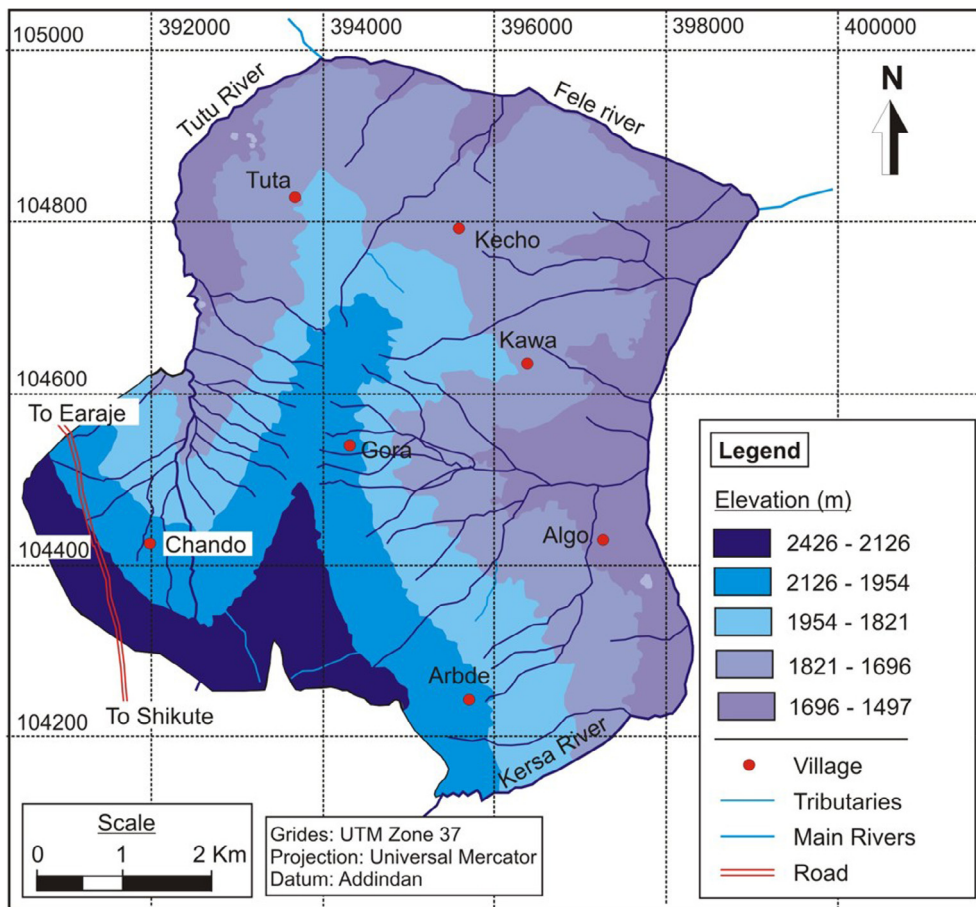 105000
392000
394000
396000
398000
400000
Tutu River
Fele river
N
Tuta
104800
Kecho
Kawa
104600
To Earaje
Gora
Chando
104400
Algo
Arbde
To Shikute
104200
Kersa River
Legend
Elevation (m)
2426 - 2126
2126 - 1954
1954 - 1821
1821 - 1696
1696 - 1497
Village
Tributaries
Main Rivers
Road
Scale
0 1 2 Km
Grides: UTM Zone 37
Projection: Universal Mercator
Datum: Addindan